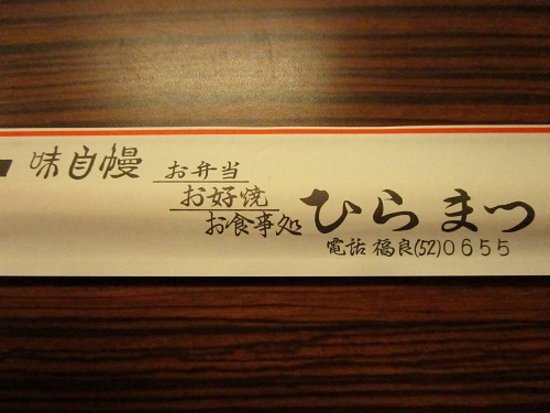 味自慢
お弁当
お好焼
お食事処
ひらまつ
電話 福良(52)0655